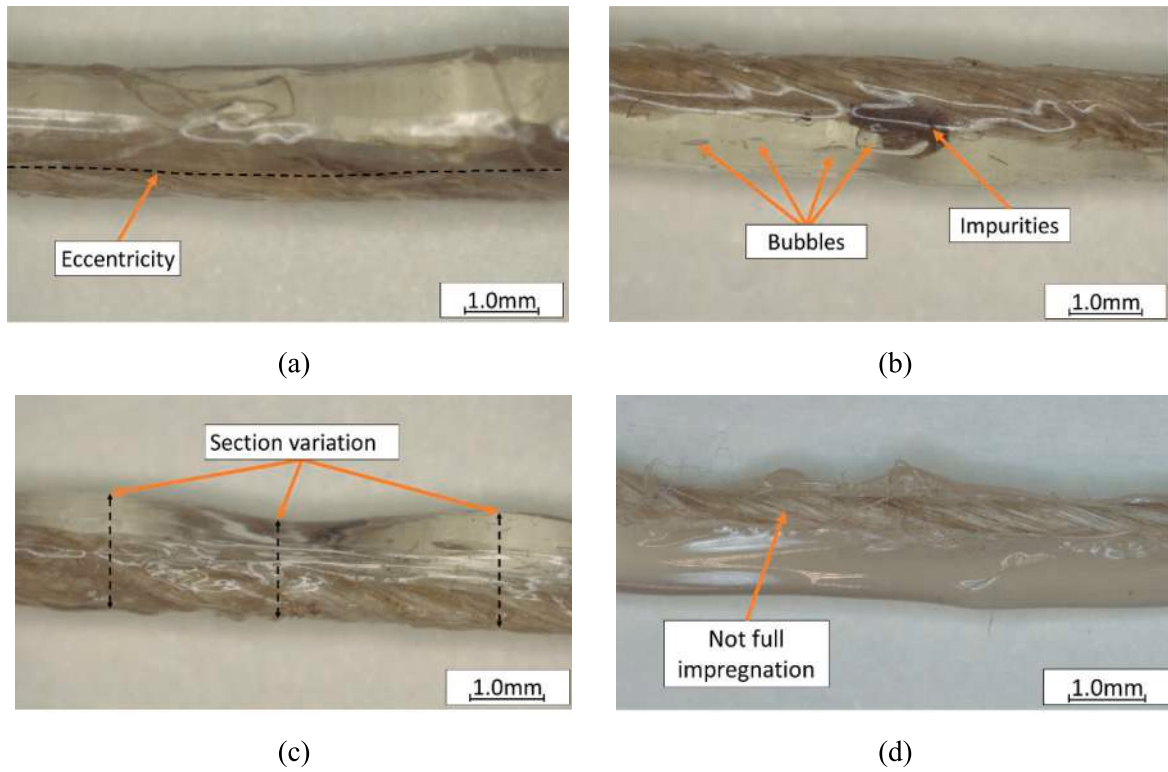 Eccentricity
1.0mm
(a)
Bubbles
Impurities
1.0mm
(b)
Section variation
1.0mm
(c)
Not full
impregnation
1.0mm
(d)